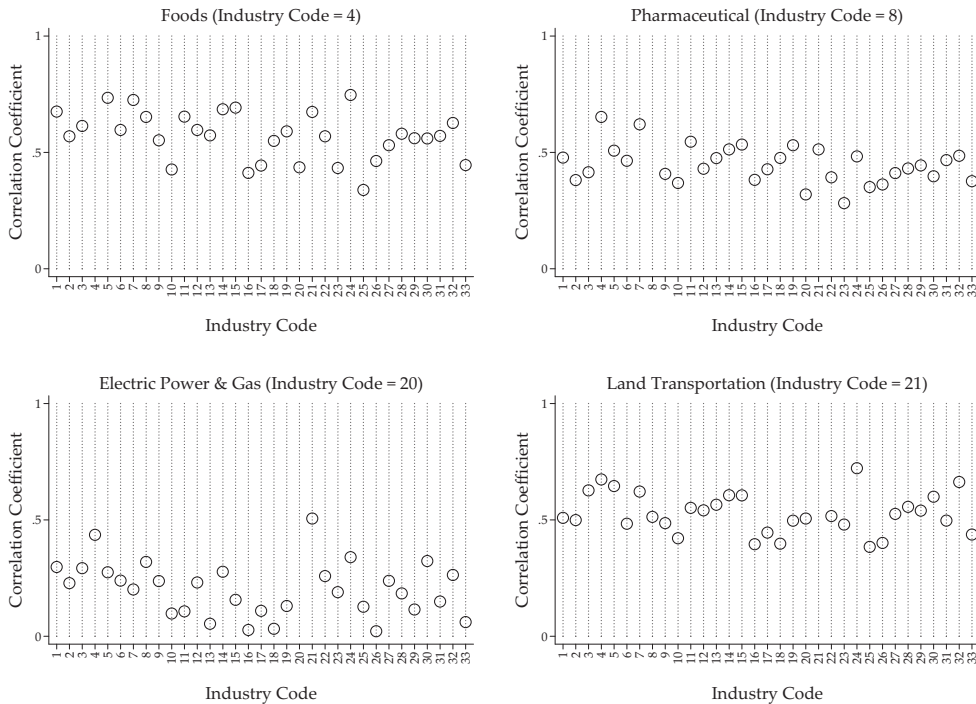 Foods (Industry Code = 4)
1
.5
0
Correlation Coefficient
1 2 3 4 5 6 7 8 9 10 11 12 13 14 15 16 17 18 19 20 21 22 23 24 25 26 27 28 29 30 31 32 33
Industry Code
Pharmaceutical (Industry Code = 8)
1
.5
0
Correlation Coefficient
1 2 3 4 5 6 7 8 9 10 11 12 13 14 15 16 17 18 19 20 21 22 23 24 25 26 27 28 29 30 31 32 33
Industry Code
Electric Power & Gas (Industry Code = 20)
1
.5
0
Correlation Coefficient
1 2 3 4 5 6 7 8 9 10 11 12 13 14 15 16 17 18 19 20 21 22 23 24 25 26 27 28 29 30 31 32 33
Industry Code
Land Transportation (Industry Code = 21)
1
.5
0
Correlation Coefficient
1 2 3 4 5 6 7 8 9 10 11 12 13 14 15 16 17 18 19 20 21 22 23 24 25 26 27 28 29 30 31 32 33
Industry Code